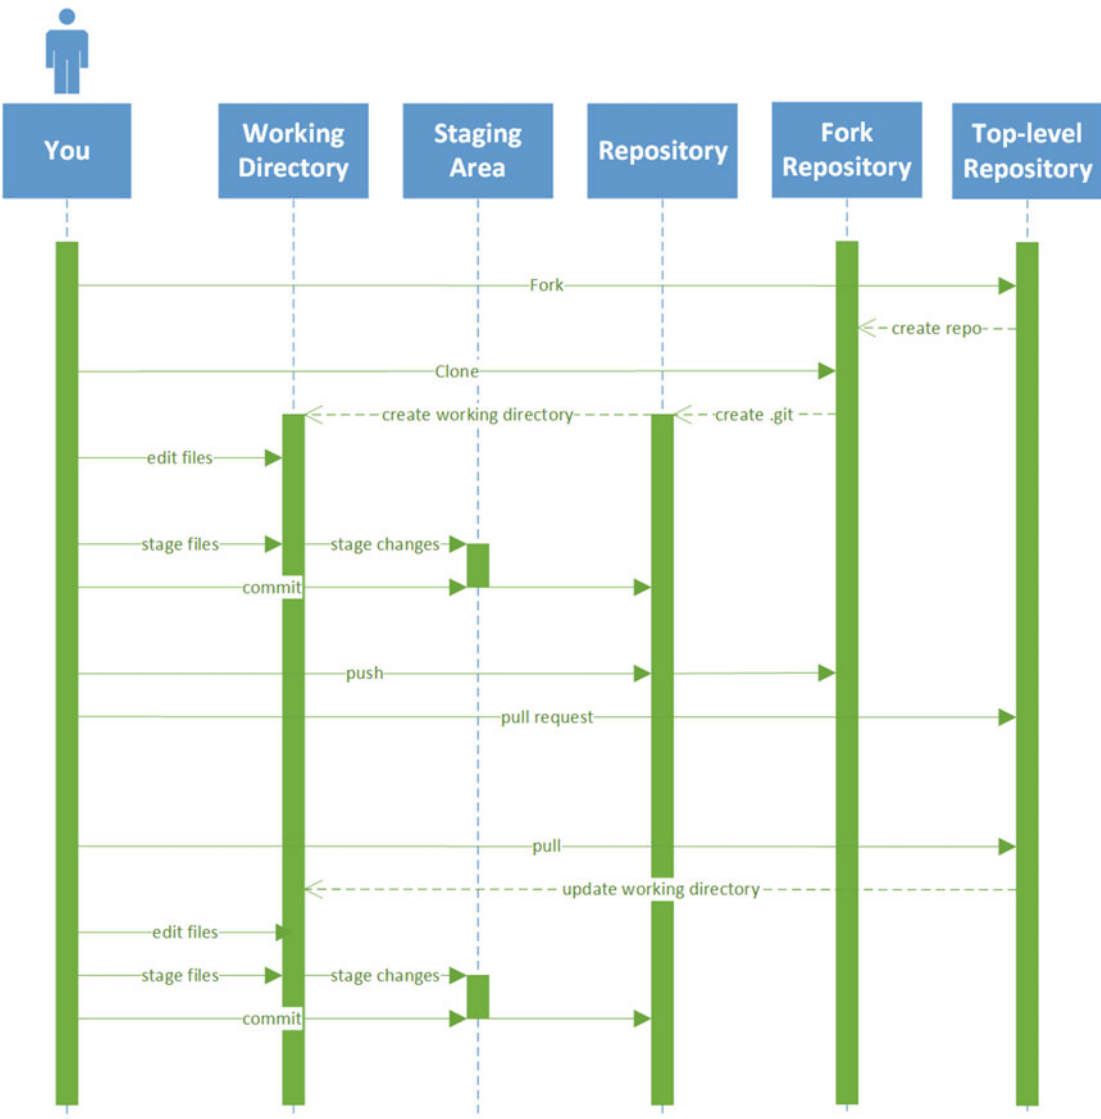 You
Working
Directory
Staging
Area
Repository
Fork
Repository
Top-level
Repository
Fork
create repo
Clone
create working directory
create .git
edit files
stage files
stage changes
commit
push
pull request
pull
update working directory
edit files
stage files
stage changes
commit